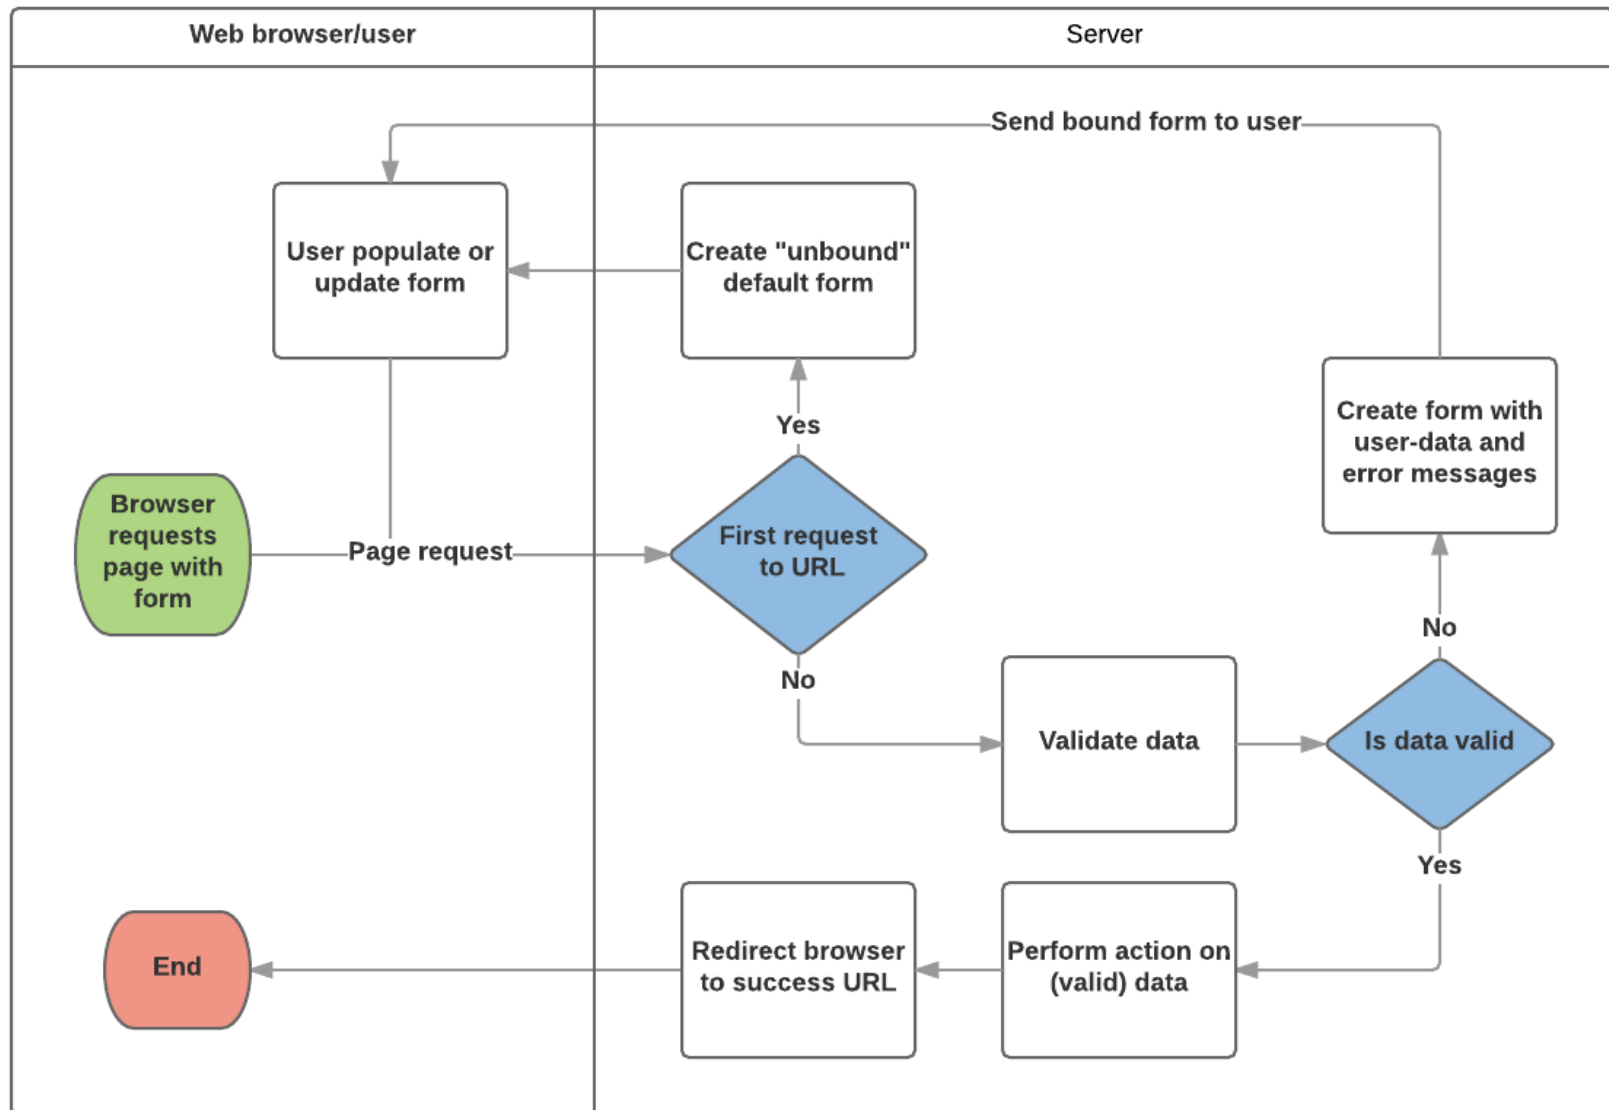 Web browser/user
Server
Send bound form to user
User populate or
update form
Create "unbound"
default form
Yes
Create form with
user-data and
error messages
Browser
requests
page with
form
Page request
First request
to URL
No
No
Validate data
Is data valid
Yes
End
Redirect browser
to success URL
Perform action on
(valid) data